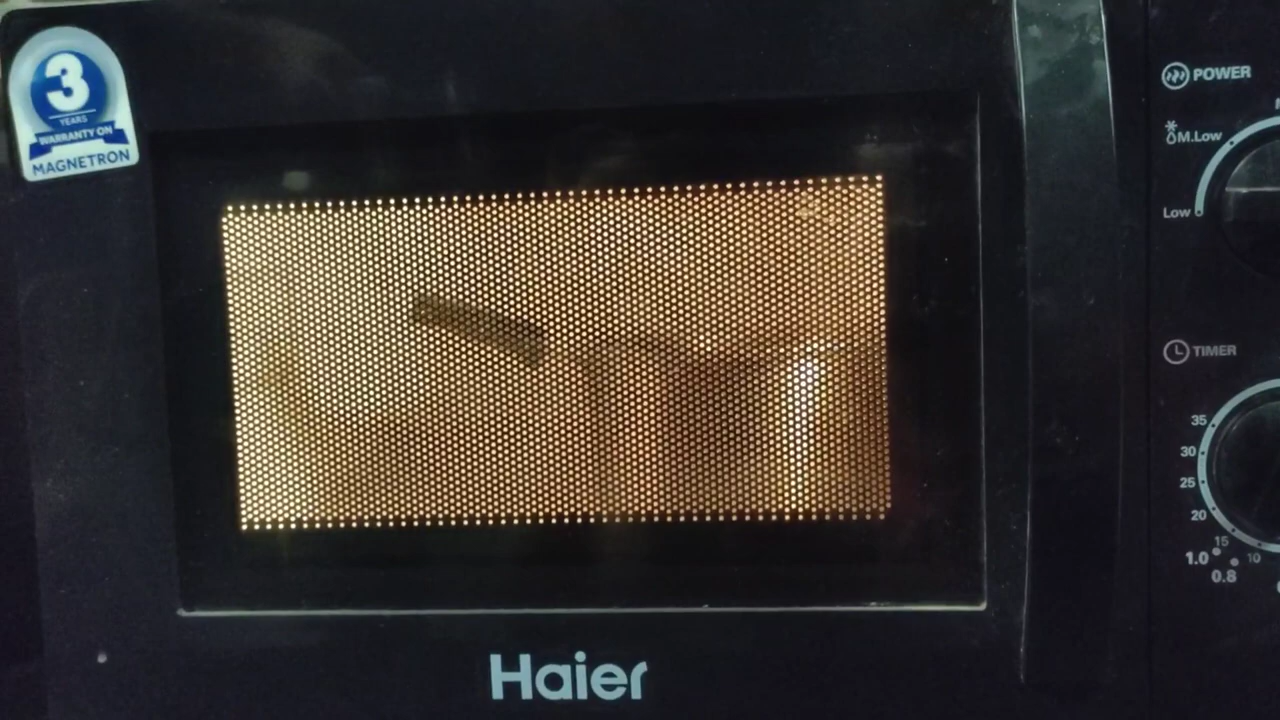 3
YEARS
WARRANTY ON
MAGNETRON
POWER
M.Low
Low
TIMER
35
30
25
20
15
10
1.0
0.8
Haier